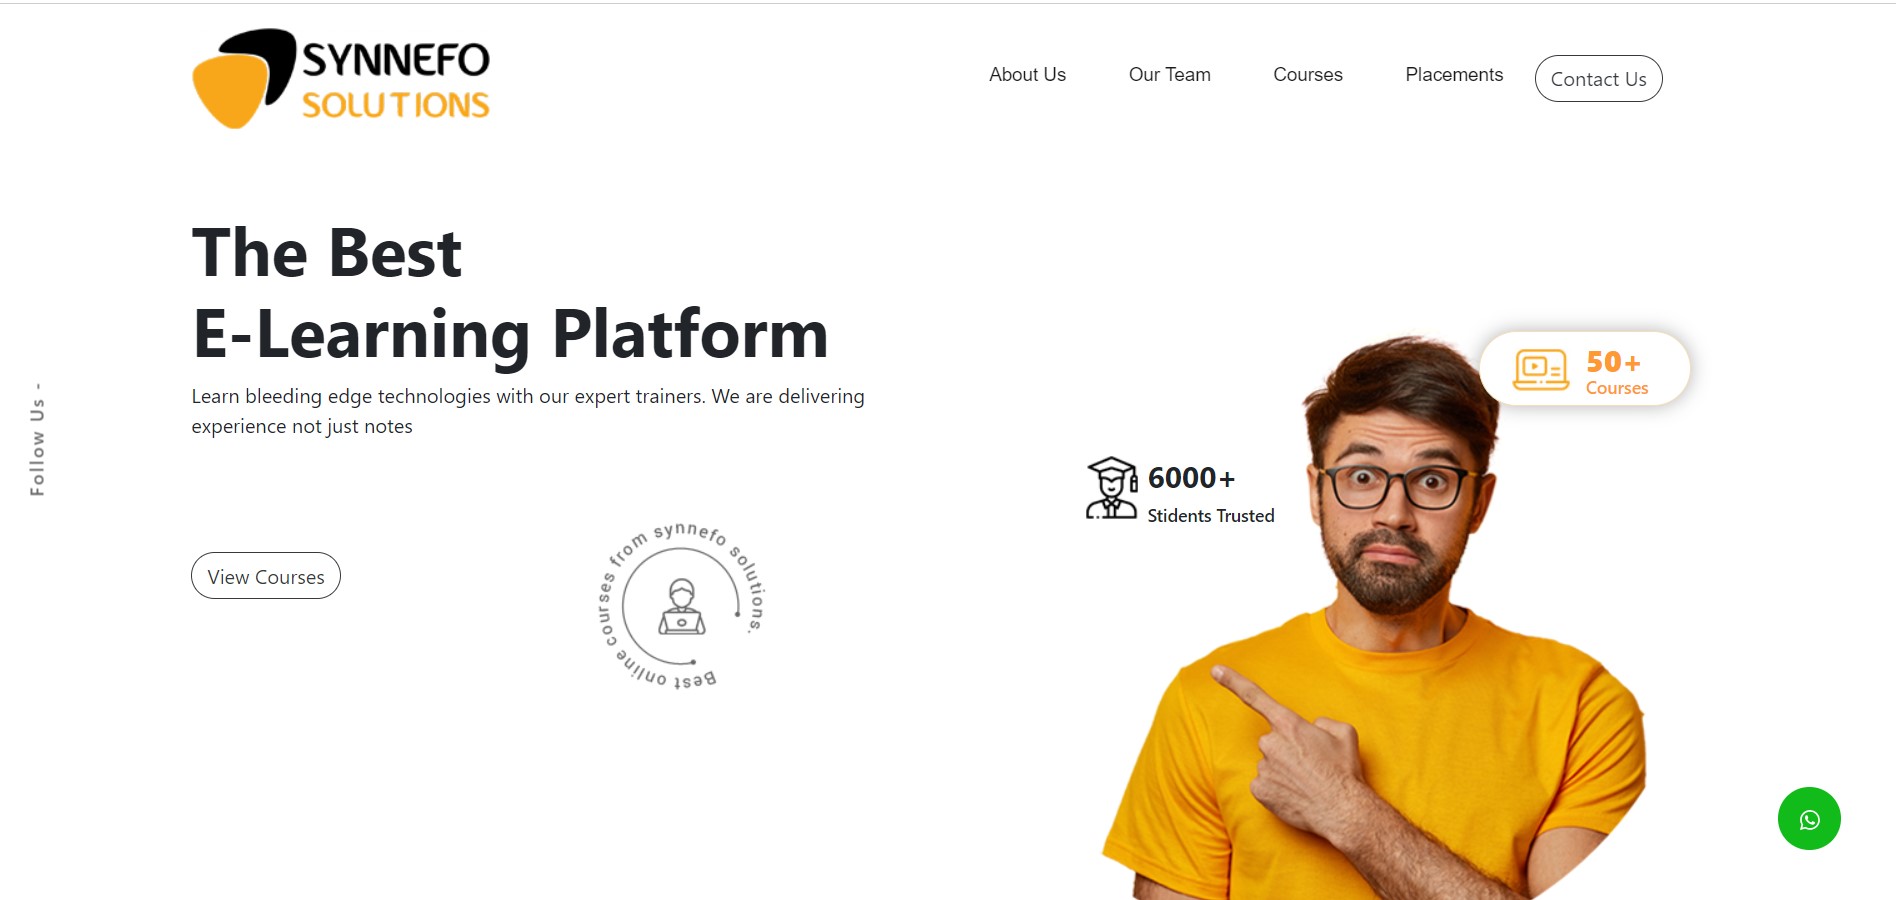 SYNNEFO
SOLUTIONS
About Us
Our Team
Courses
Placements
Contact Us
The Best
E-Learning Platform
Learn bleeding edge technologies with our expert trainers. We are delivering
experience not just notes
Follow Us -
View Courses
Best online courses from synnefo solutions.
50+
Courses
6000+
Stidents Trusted